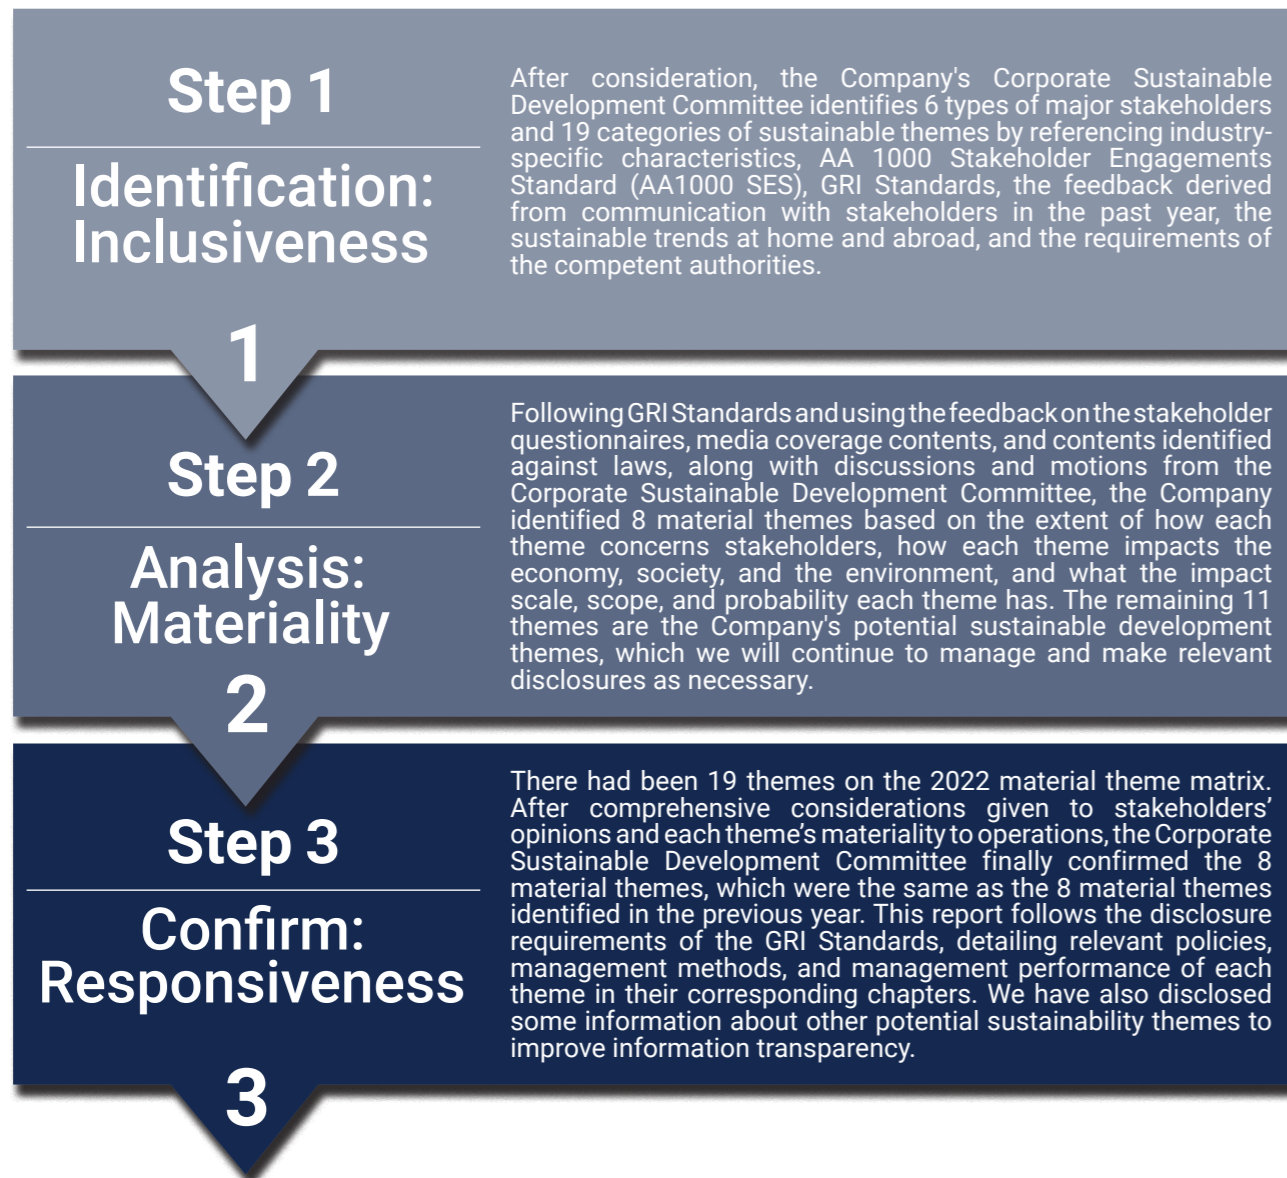 Step 1
Identification:
Inclusiveness
1
After consideration, the Company's Corporate Sustainable
Development Committee identifies 6 types of major stakeholders
and 19 categories of sustainable themes by referencing industry-
specific characteristics, AA 1000 Stakeholder Engagements
Standard (AA1000 SES), GRI Standards, the feedback derived
from communication with stakeholders in the past year, the
sustainable trends at home and abroad, and the requirements of
the competent authorities.
Step 2
Analysis:
Materiality
2
Following GRI Standards and using the feedback on the stakeholder
questionnaires, media coverage contents, and contents identified
against laws, along with discussions and motions from the
Corporate Sustainable Development Committee, the Company
identified 8 material themes based on the extent of how each
theme concerns stakeholders, how each theme impacts the
economy, society, and the environment, and what the impact
scale, scope, and probability each theme has. The remaining 11
themes are the Company's potential sustainable development
themes, which we will continue to manage and make relevant
disclosures as necessary.
Step 3
Confirm:
Responsiveness
3
There had been 19 themes on the 2022 material theme matrix.
After comprehensive considerations given to stakeholders’
opinions and each theme’s materiality to operations, the Corporate
Sustainable Development Committee finally confirmed the 8
material themes, which were the same as the 8 material themes
identified in the previous year. This report follows the disclosure
requirements of the GRI Standards, detailing relevant policies,
management methods, and management performance of each
theme in their corresponding chapters. We have also disclosed
some information about other potential sustainability themes to
improve information transparency.